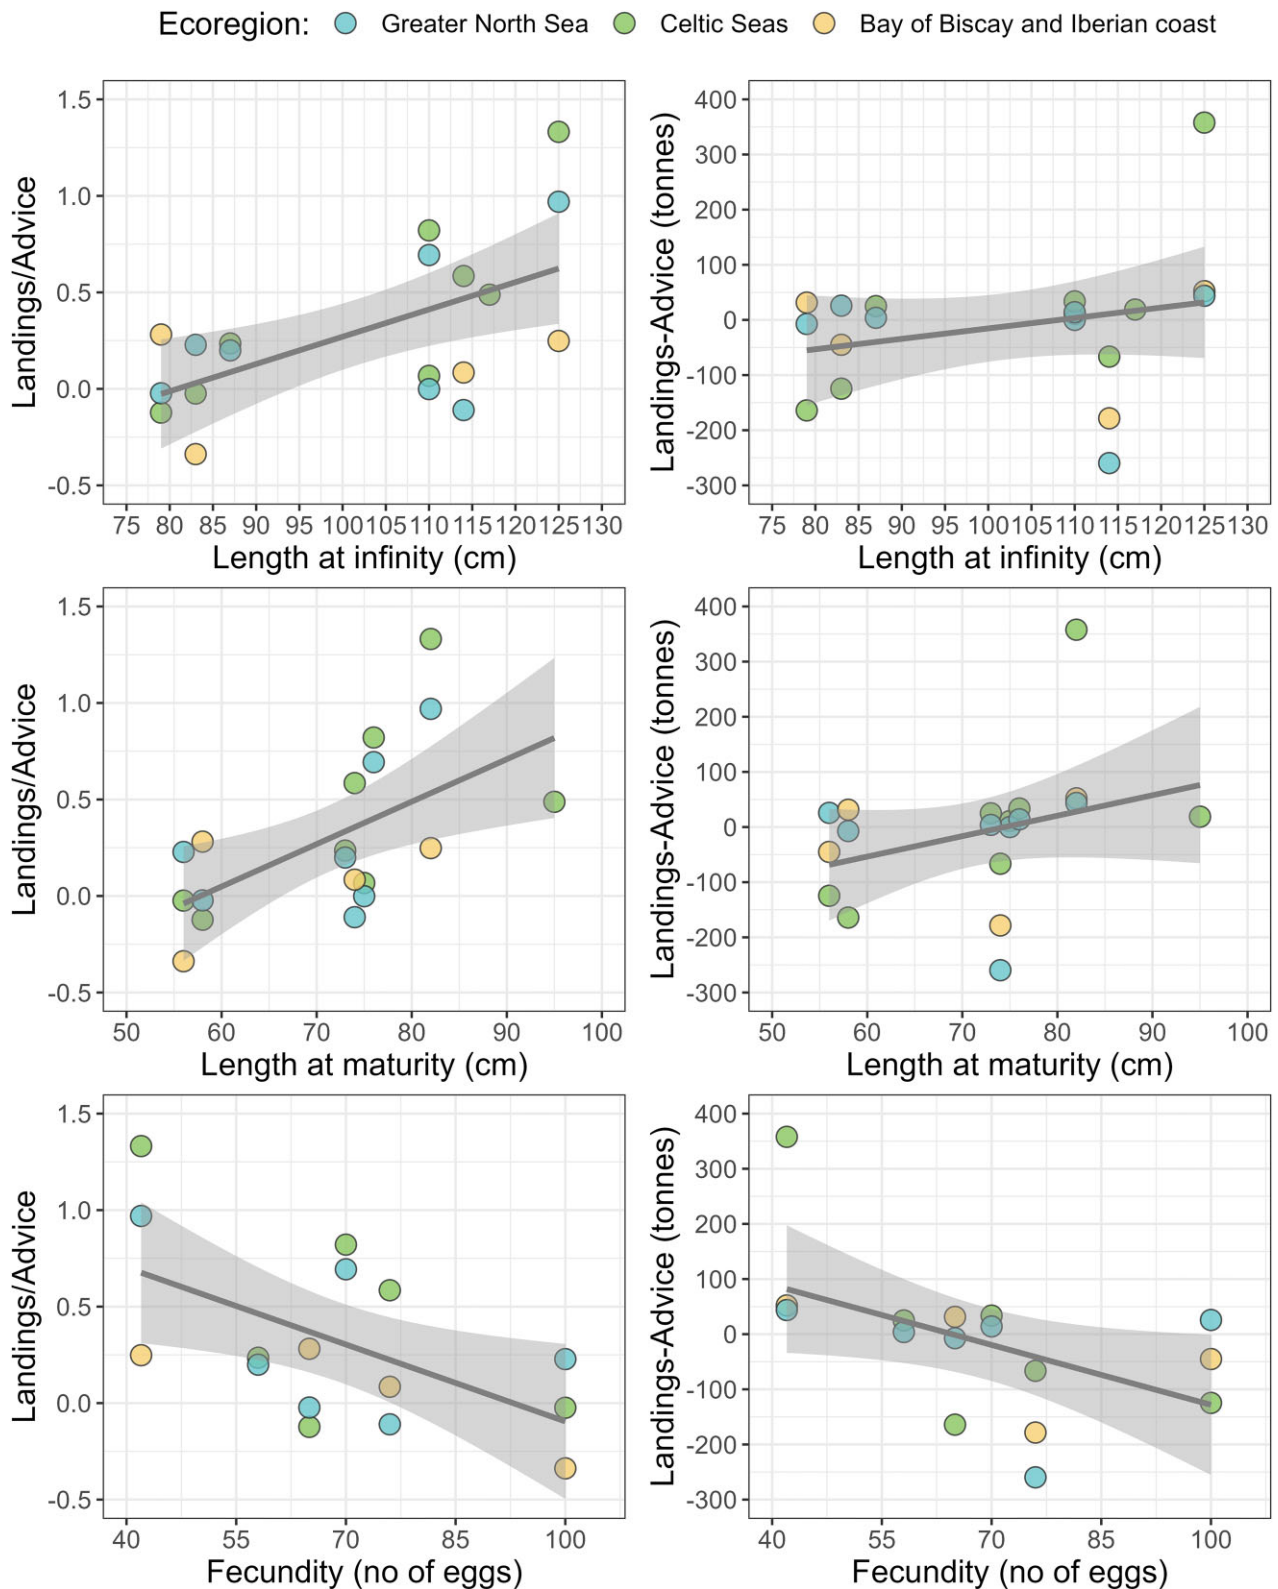 Ecoregion: Greater North Sea Celtic Seas Bay of Biscay and Iberian coast
Landings/Advice
1.5
1.0
0.5
0.0
-0.5
75 80 85 90 95 100 105 110 115 120 125 130
Length at infinity (cm)
Landings-Advice (tonnes)
400
300
200
100
0
-100
-200
-300
75 80 85 90 95 100 105 110 115 120 125 130
Length at infinity (cm)
Landings/Advice
1.5
1.0
0.5
0.0
-0.5
50 60 70 80 90 100
Length at maturity (cm)
Landings-Advice (tonnes)
400
300
200
100
0
-100
-200
-300
50 60 70 80 90 100
Length at maturity (cm)
Landings/Advice
1.5
1.0
0.5
0.0
-0.5
40 55 70 85 100
Fecundity (no of eggs)
Landings-Advice (tonnes)
400
300
200
100
0
-100
-200
-300
40 55 70 85 100
Fecundity (no of eggs)